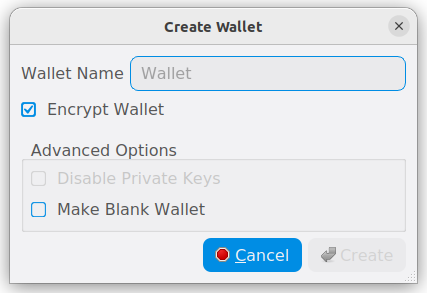 Create Wallet
Wallet Name Wallet
Encrypt Wallet
Advanced Options
Disable Private Keys
Make Blank Wallet
Cancel Create